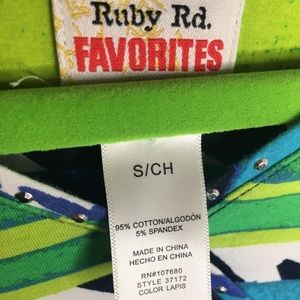 Ruby Rd.
FAVORITES
S/CH
95% COTTON/ALGODÓN
5% SPANDEX
MADE IN CHINA
HECHO EN CHINA
RN#107680
STYLE 37172
COLOR LAPIS